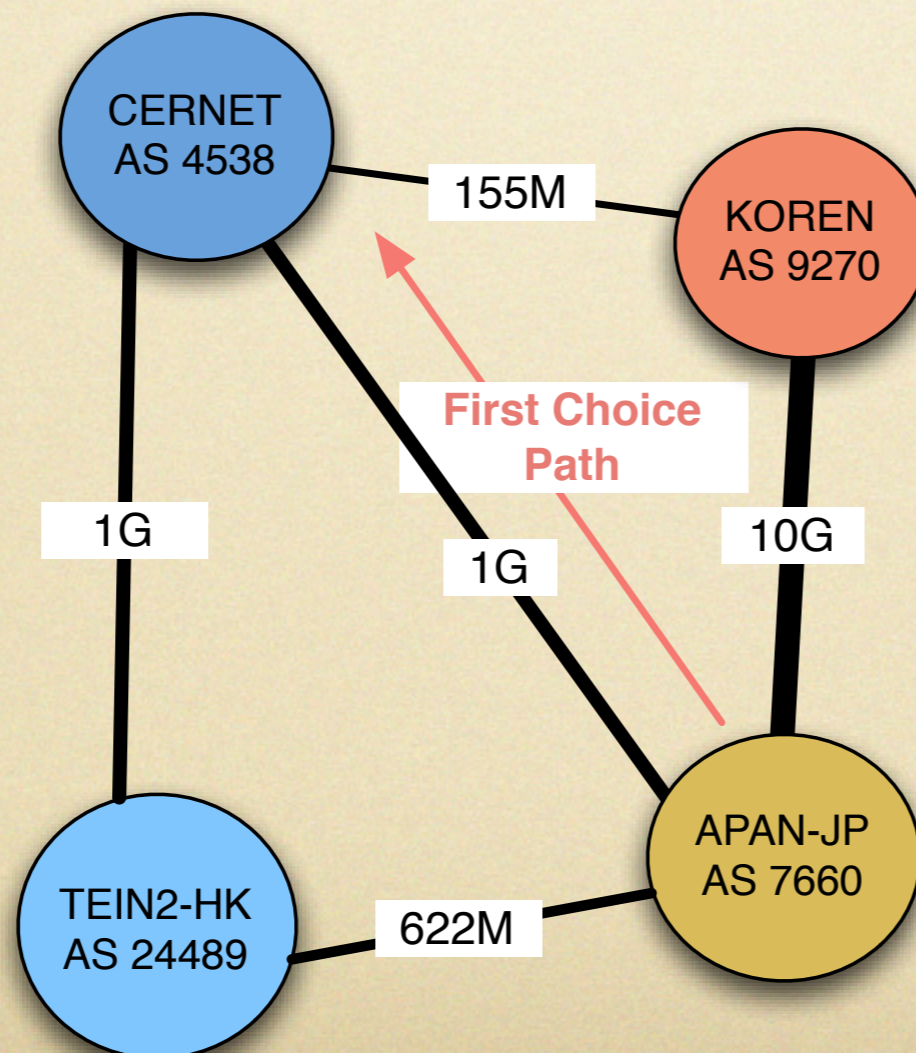 CERNET
AS 4538
155M
KOREN
AS 9270
First Choice
Path
1G
10G
1G
APAN-JP
AS 7660
TEIN2-HK
AS 24489
622M